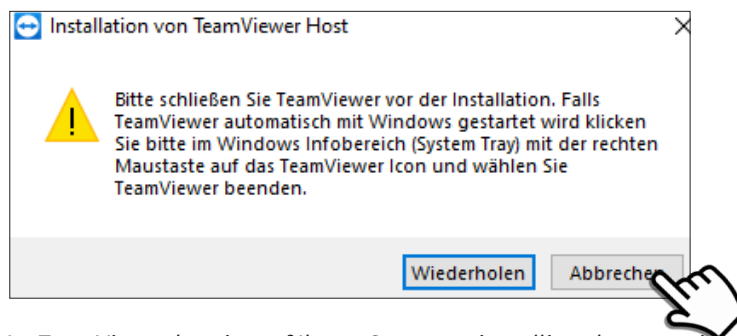 Installation von TeamViewer Host
Bitte schließen Sie TeamViewer vor der Installation. Falls
TeamViewer automatisch mit Windows gestartet wird klicken
Sie bitte im Windows Infobereich (System Tray) mit der rechten
Maustaste auf das TeamViewer Icon und wählen Sie
TeamViewer beenden.
Wiederholen Abbrechen